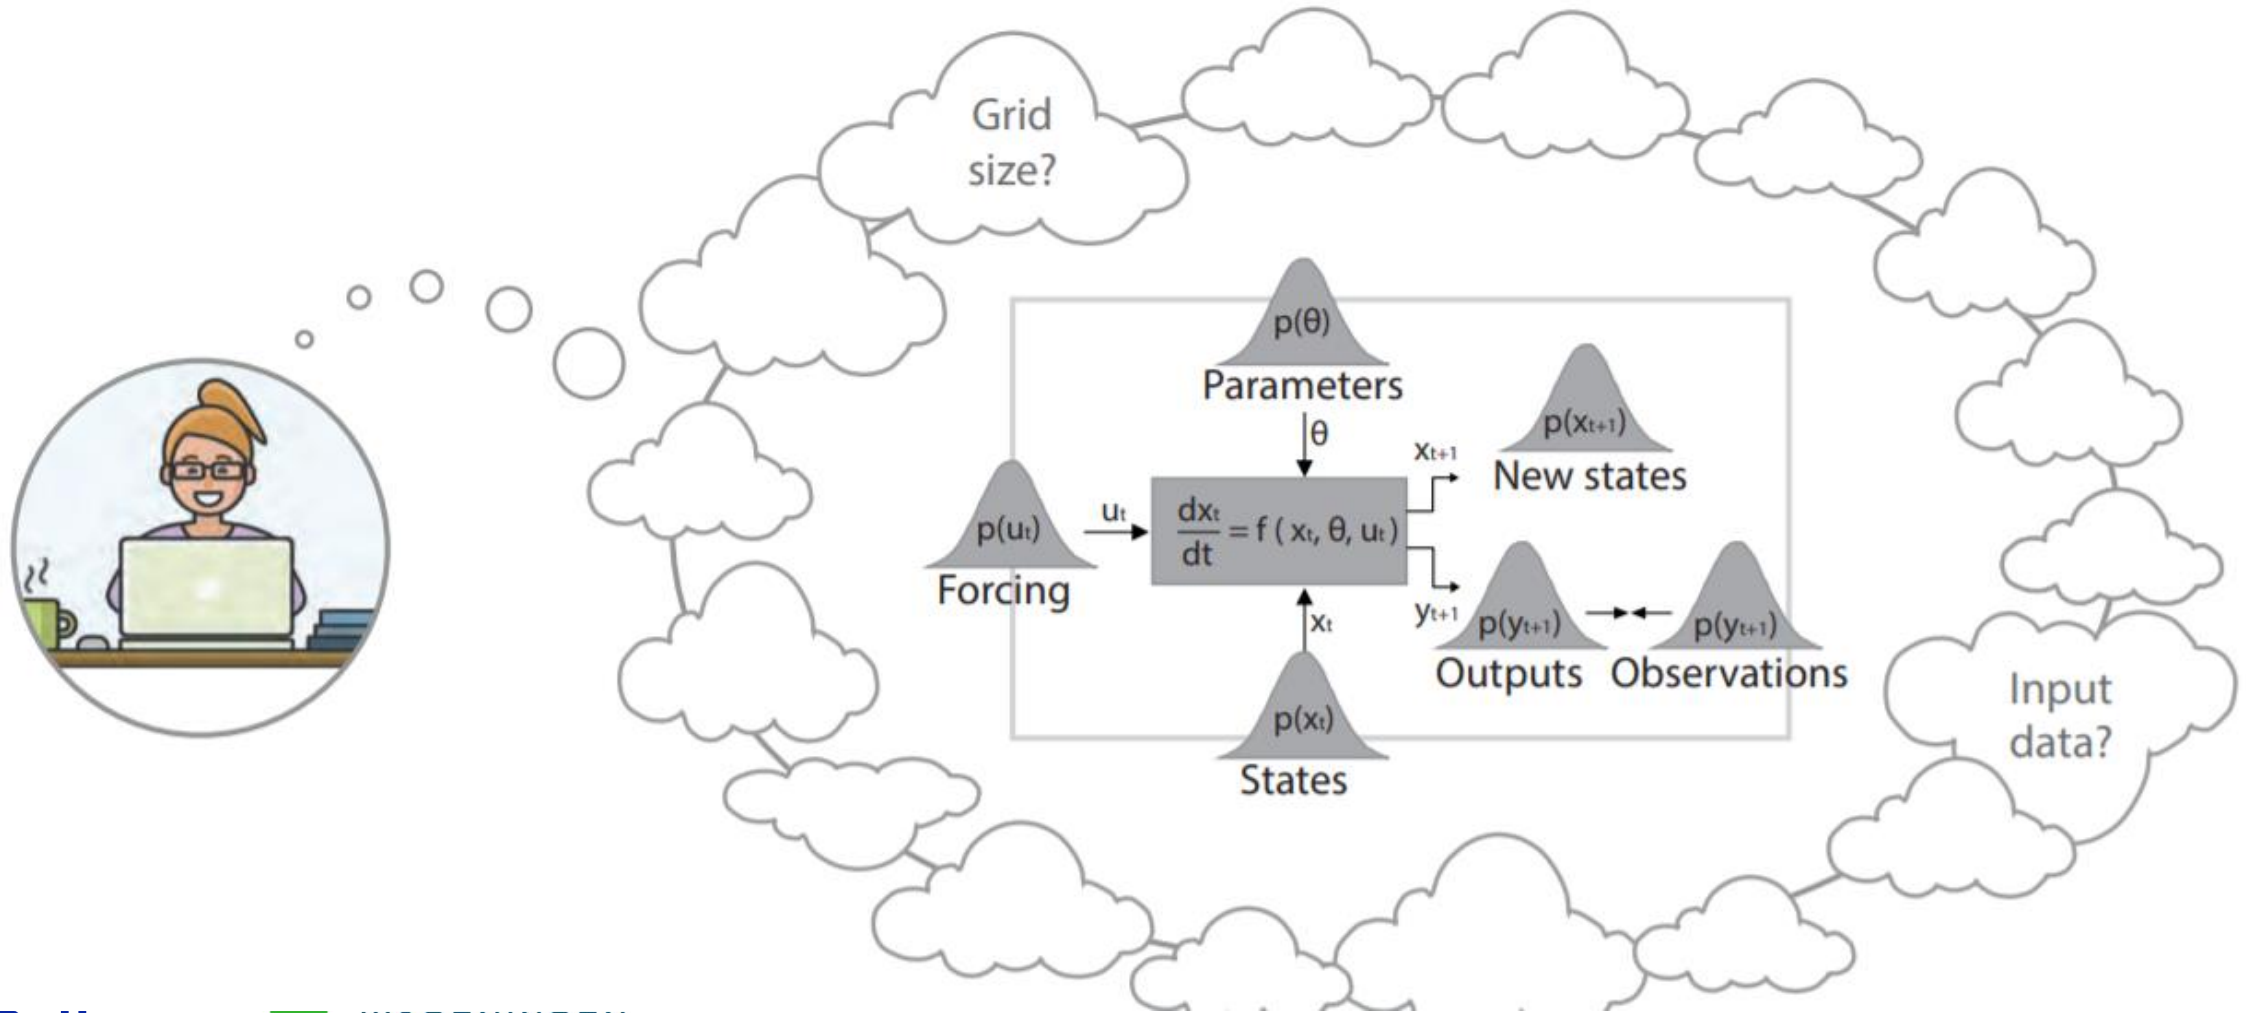 Grid
size?
p(θ)
Parameters
θ
p(xt+1)
New states
xt+1
p(ut)
Forcing
ut
dxt
dt
= f ( xt, θ, ut )
yt+1
p(yt+1)
Outputs
p(yt+1)
Observations
xt
p(xt)
States
Input
data?